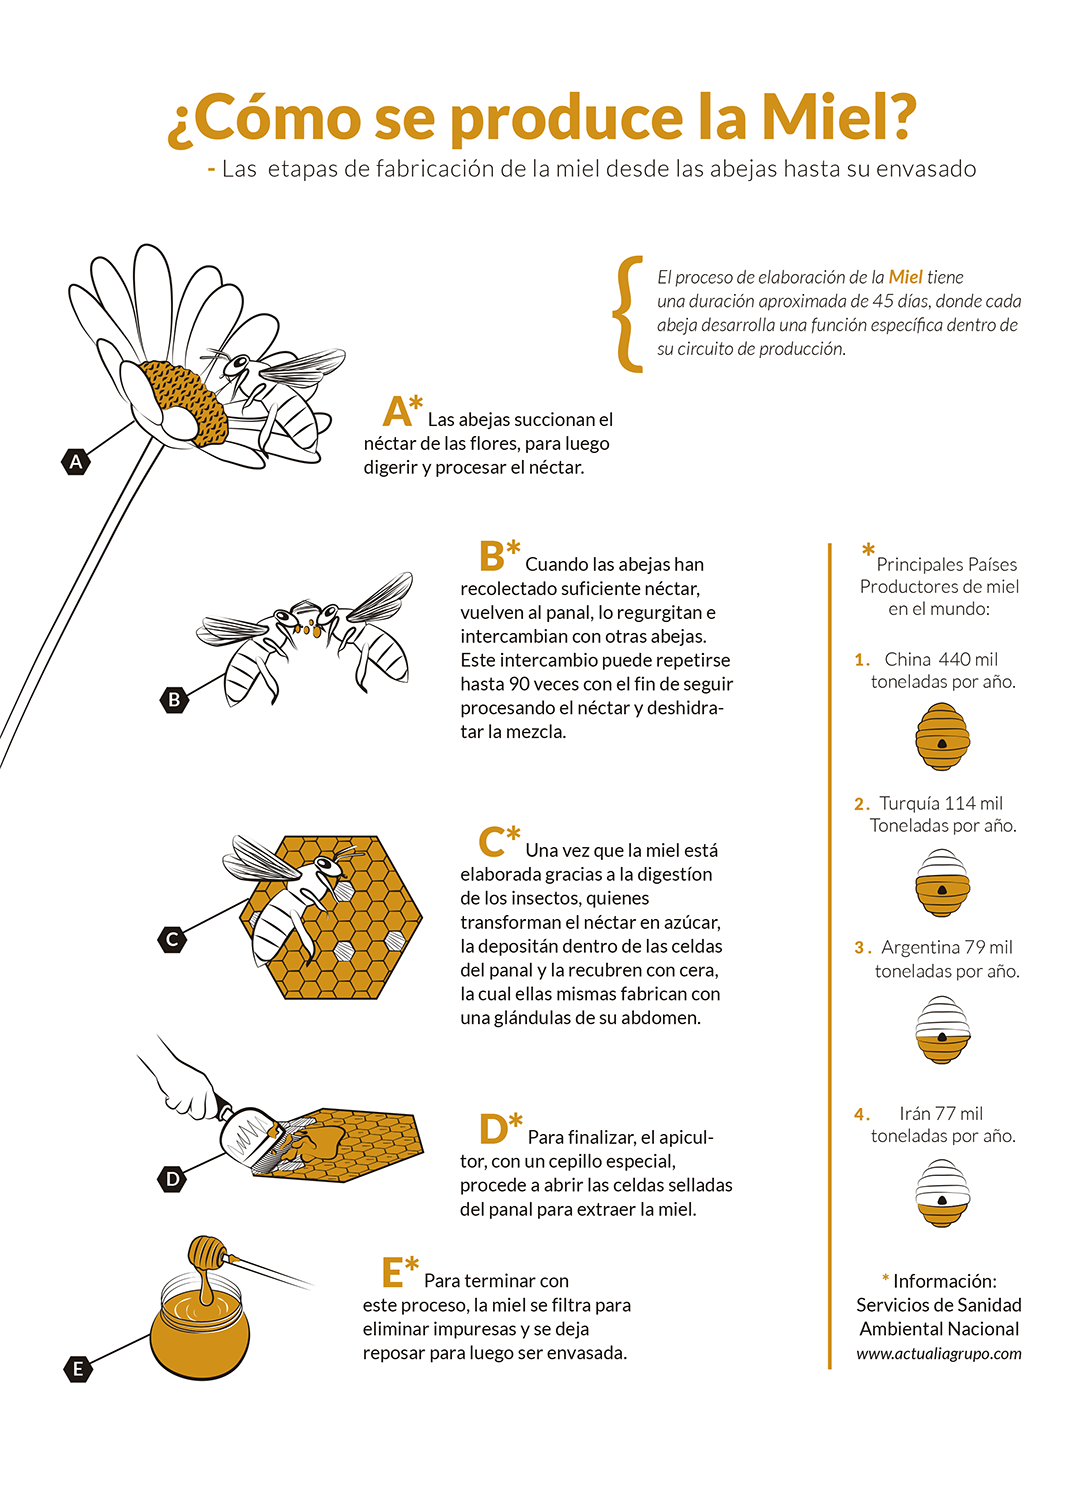 ¿Cómo se produce la Miel?
- Las etapas de fabricación de la miel desde las abejas hasta su envasado
El proceso de elaboración de la Miel tiene
una duración aproximada de 45 días, donde cada
abeja desarrolla una función específica dentro de
su circuito de producción.
A* Las abejas succionan el
néctar de las flores, para luego
digerir y procesar el néctar.
A
B* Cuando las abejas han
recolectado suficiente néctar,
vuelven al panal, lo regurgitan e
intercambian con otras abejas.
Este intercambio puede repetirse
hasta 90 veces con el fin de seguir
procesando el néctar y deshidra-
tar la mezcla.
B
C* Una vez que la miel está
elaborada gracias a la digestíon
de los insectos, quienes
transforman el néctar en azúcar,
la depositán dentro de las celdas
del panal y la recubren con cera,
la cual ellas mismas fabrican con
una glándulas de su abdomen.
C
D* Para finalizar, el apicul-
tor, con un cepillo especial,
procede a abrir las celdas selladas
del panal para extraer la miel.
D
E* Para terminar con
este proceso, la miel se filtra para
eliminar impuresas y se deja
reposar para luego ser envasada.
E
* Principales Países
Productores de miel
en el mundo:
1. China 440 mil
toneladas por año.
2. Turquía 114 mil
Toneladas por año.
3. Argentina 79 mil
toneladas por año.
4. Irán 77 mil
toneladas por año.
* Información:
Servicios de Sanidad
Ambiental Nacional
www.actualiagrupo.com